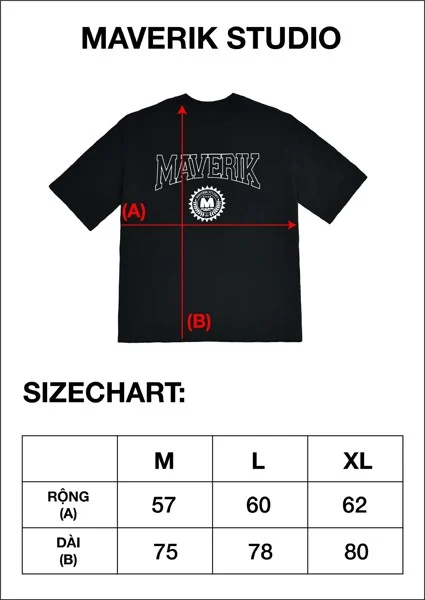 MAVERIK STUDIO
MAVERIK
M
(A)
(B)
SIZECHART:
M L XL
RỘNG 57 60 62
(A)
DÀI 75 78 80
(B)